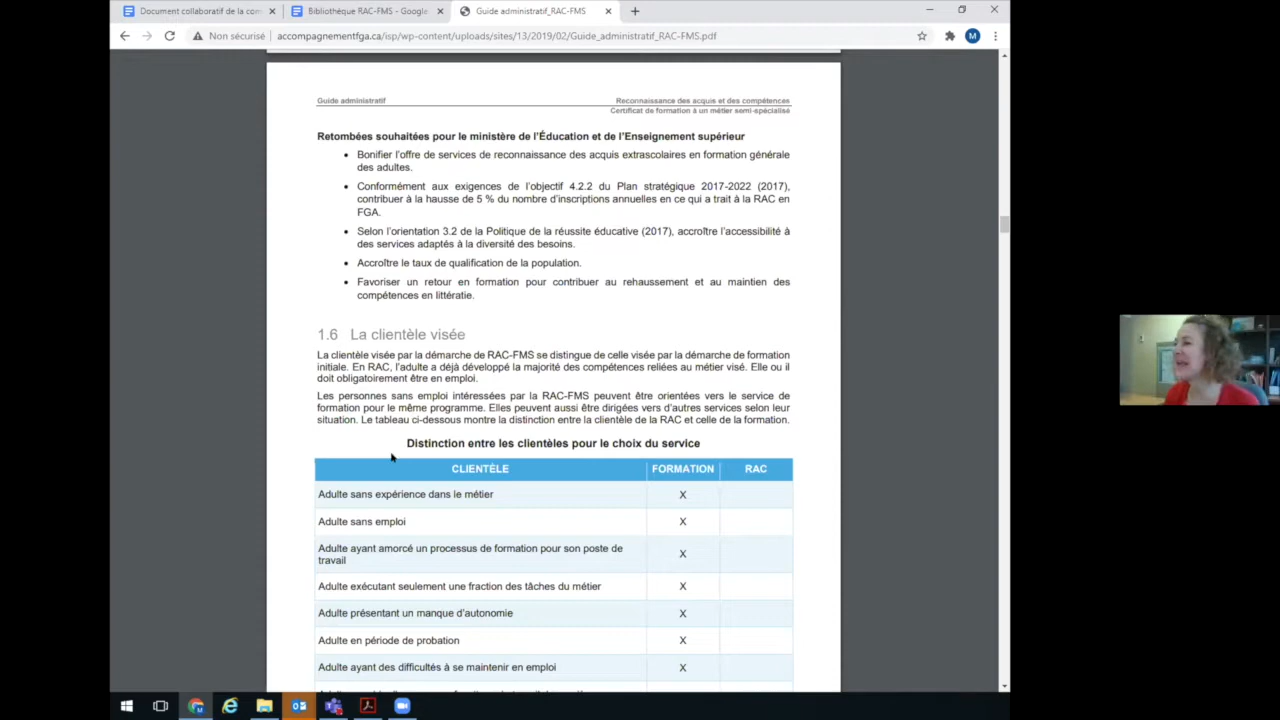 Document collaboratif de la com
Bibliothèque RAC-FMS - Google
Guide administratif_RAC-FMS
Non sécurisé
accompagnementfga.ca/isp/wp-content/uploads/sites/13/2019/02/Guide_administratif_RAC-FMS.pdf
M
Guide administratif
Reconnaissance des acquis et des compétences
Certificat de formation à un métier semi-spécialisé
Retombées souhaitées pour le ministère de l'Éducation et de l'Enseignement supérieur
• Bonifier l'offre de services de reconnaissance des acquis extrascolaires en formation générale
des adultes.
• Conformément aux exigences de l'objectif 4.2.2 du Plan stratégique 2017-2022 (2017),
contribuer à la hausse de 5 % du nombre d'inscriptions annuelles en ce qui a trait à la RAC en
FGA.
• Selon l'orientation 3.2 de la Politique de la réussite éducative (2017), accroître l'accessibilité à
des services adaptés à la diversité des besoins.
• Accroître le taux de qualification de la population.
• Favoriser un retour en formation pour contribuer au rehaussement et au maintien des
compétences en littératie.
1.6 La clientèle visée
La clientèle visée par la démarche de RAC-FMS se distingue de celle visée par la démarche de formation
initiale. En RAC, l'adulte a déjà développé la majorité des compétences reliées au métier visé. Elle ou il
doit obligatoirement être en emploi.
Les personnes sans emploi intéressées par la RAC-FMS peuvent être orientées vers le service de
formation pour le même programme. Elles peuvent aussi être dirigées vers d'autres services selon leur
situation. Le tableau ci-dessous montre la distinction entre la clientèle de la RAC et celle de la formation.
Distinction entre les clientèles pour le choix du service
CLIENTÈLE FORMATION RAC
Adulte sans expérience dans le métier X
Adulte sans emploi X
Adulte ayant amorcé un processus de formation pour son poste de
travail X
Adulte exécutant seulement une fraction des tâches du métier X
Adulte présentant un manque d'autonomie X
Adulte en période de probation X
Adulte ayant des difficultés à se maintenir en emploi X